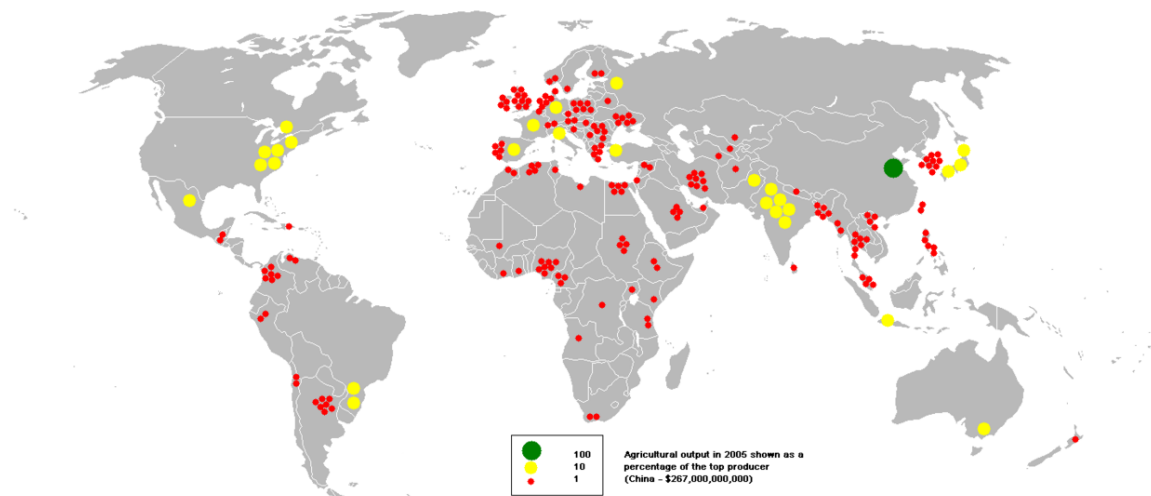 100 Agricultural output in 2005 shown as a
10 percentage of the top producer
1 (China - $267,000,000,000)